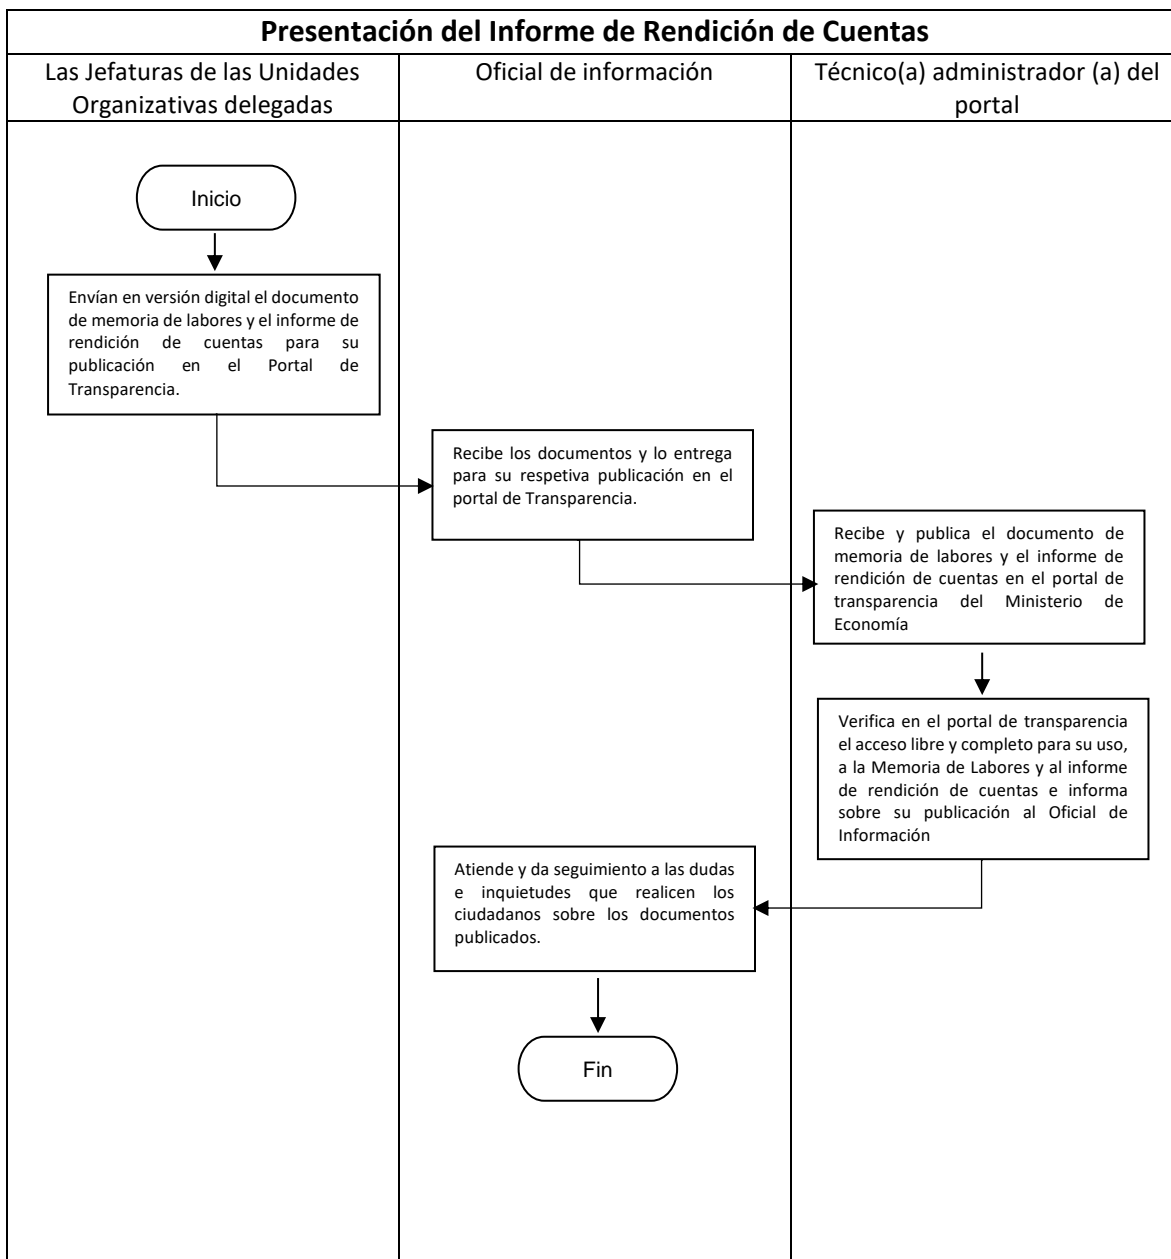 Presentación del Informe de Rendición de Cuentas
Las Jefaturas de las Unidades
Organizativas delegadas
Oficial de información
Técnico(a) administrador (a) del
portal
Inicio
Envían en versión digital el documento
de memoria de labores y el informe de
rendición de cuentas para su
publicación en el Portal de
Transparencia.
Recibe los documentos y lo entrega
para su respetiva publicación en el
portal de Transparencia.
Recibe y publica el documento de
memoria de labores y el informe de
rendición de cuentas en el portal de
transparencia del Ministerio de
Economía
Verifica en el portal de transparencia
el acceso libre y completo para su uso,
a la Memoria de Labores y al informe
de rendición de cuentas e informa
sobre su publicación al Oficial de
Información
Atiende y da seguimiento a las dudas
e inquietudes que realicen los
ciudadanos sobre los documentos
publicados.
Fin